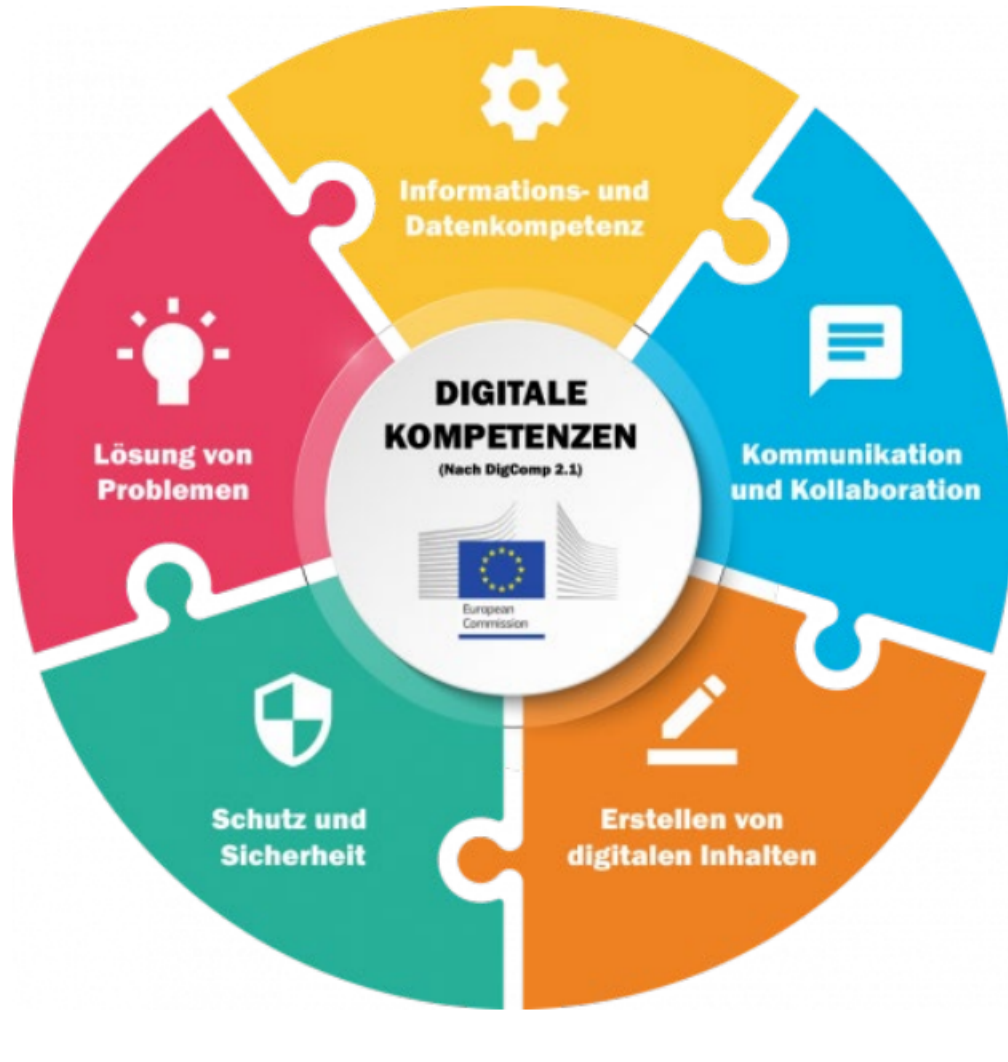 Informations- und
Datenkompetenz
Lösung von
Problemen
DIGITALE
KOMPETENZEN
(Nach DigComp 2.1)
European
Commission
Kommunikation
und Kollaboration
Schutz und
Sicherheit
Erstellen von
digitalen Inhalten